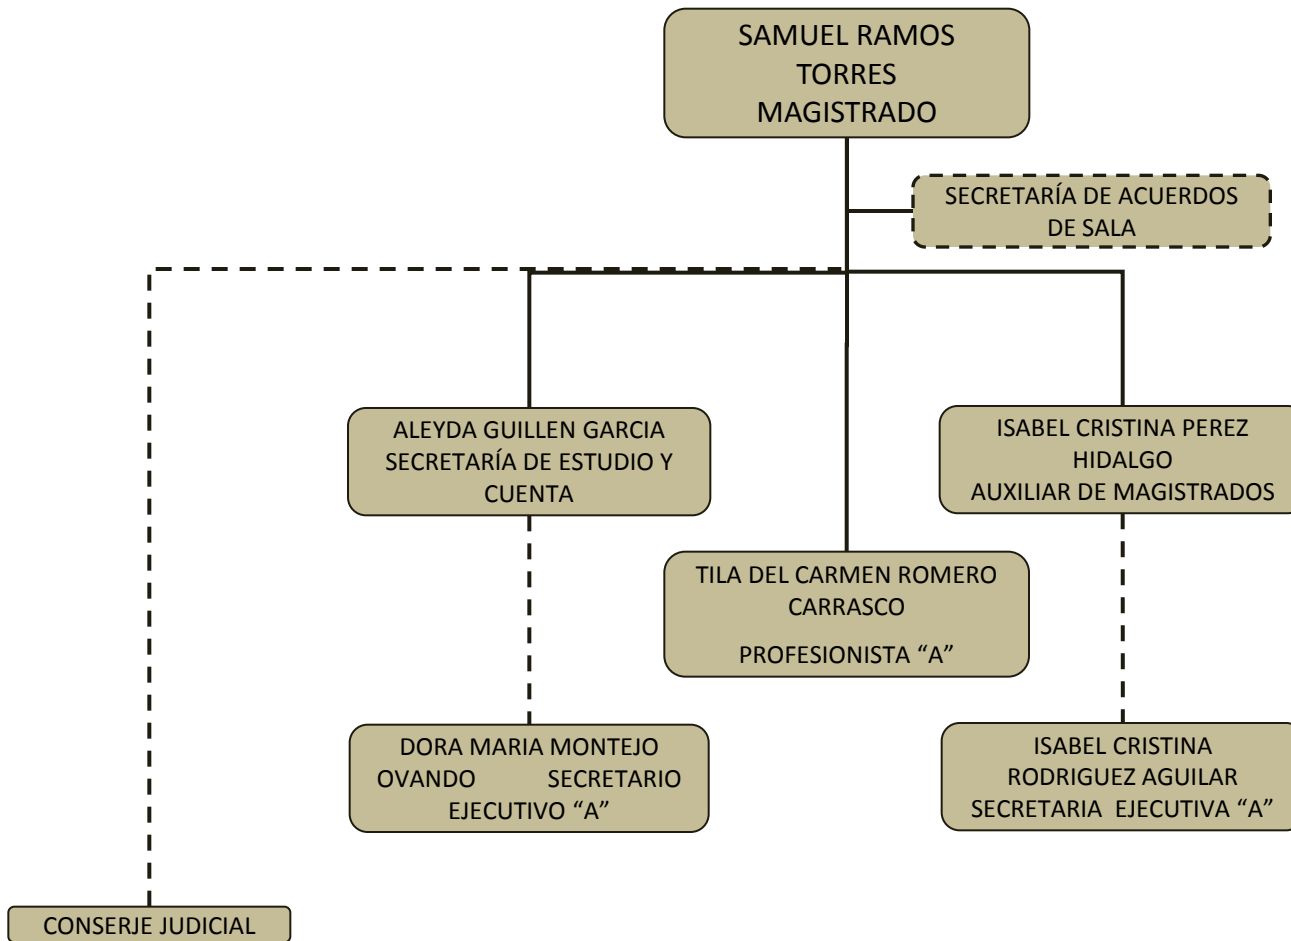 SAMUEL RAMOS
TORRES
MAGISTRADO
SECRETARÍA DE ACUERDOS
DE SALA
ALEYDA GUILLEN GARCIA
SECRETARÍA DE ESTUDIO Y
CUENTA
ISABEL CRISTINA PEREZ
HIDALGO
AUXILIAR DE MAGISTRADOS
TILA DEL CARMEN ROMERO
CARRASCO
PROFESIONISTA “A”
DORA MARIA MONTEJO
OVANDO SECRETARIO
EJECUTIVO “A”
ISABEL CRISTINA
RODRIGUEZ AGUILAR
SECRETARIA EJECUTIVA “A”
CONSERJE JUDICIAL